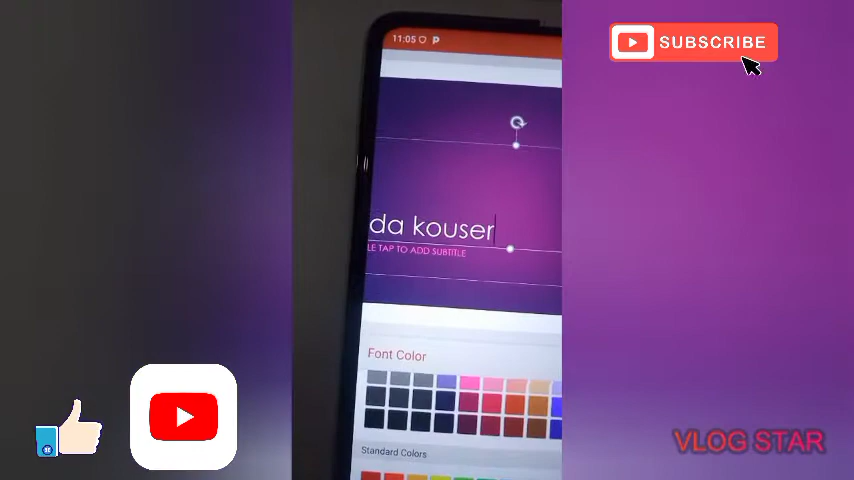 11:05
SUBSCRIBE
da kouser
LE TAP TO ADD SUBTITLE
Font Color
Standard Colors
VLOG STAR